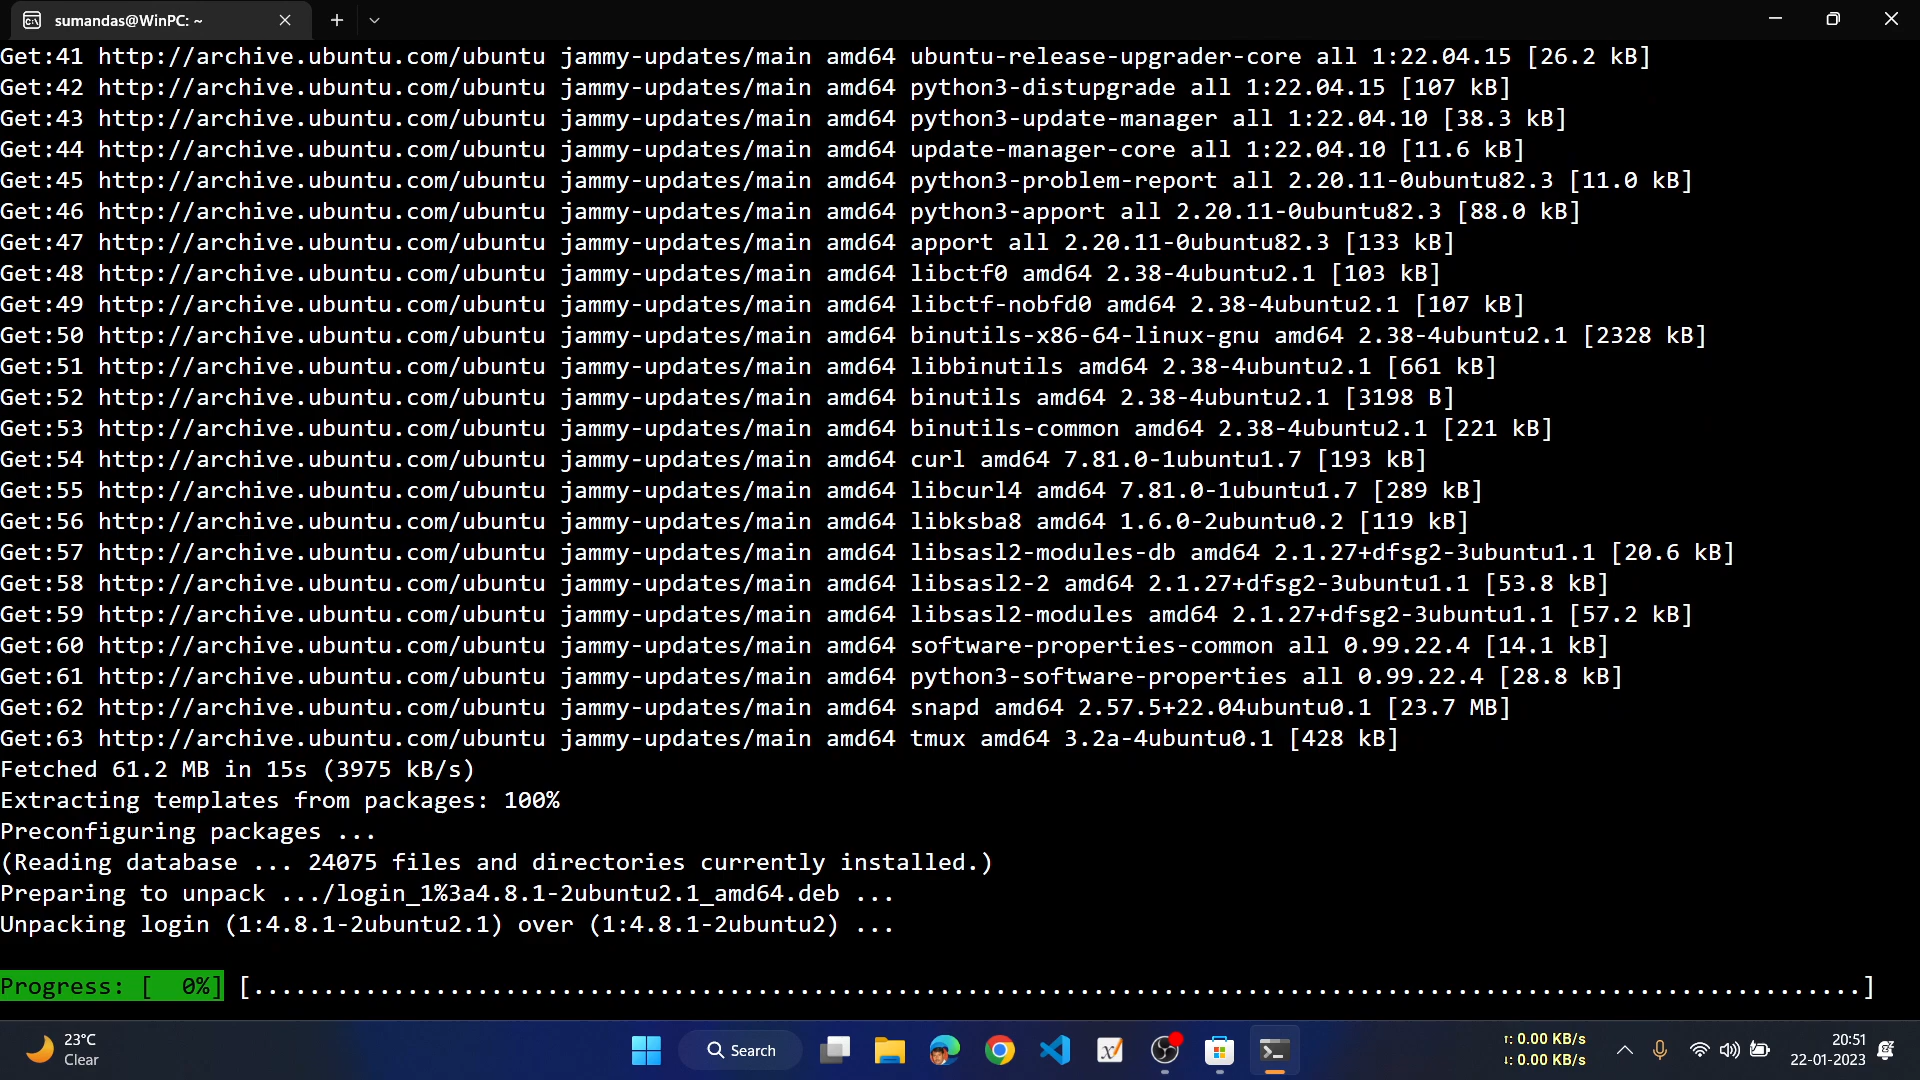 sumandas@WinPC: ~
Get:41 http://archive.ubuntu.com/ubuntu jammy-updates/main amd64 ubuntu-release-upgrader-core all 1:22.04.15 [26.2 kB]
Get:42 http://archive.ubuntu.com/ubuntu jammy-updates/main amd64 python3-distupgrade all 1:22.04.15 [107 kB]
Get:43 http://archive.ubuntu.com/ubuntu jammy-updates/main amd64 python3-update-manager all 1:22.04.10 [38.3 kB]
Get:44 http://archive.ubuntu.com/ubuntu jammy-updates/main amd64 update-manager-core all 1:22.04.10 [11.6 kB]
Get:45 http://archive.ubuntu.com/ubuntu jammy-updates/main amd64 python3-problem-report all 2.20.11-0ubuntu82.3 [11.0 kB]
Get:46 http://archive.ubuntu.com/ubuntu jammy-updates/main amd64 python3-apport all 2.20.11-0ubuntu82.3 [88.0 kB]
Get:47 http://archive.ubuntu.com/ubuntu jammy-updates/main amd64 apport all 2.20.11-0ubuntu82.3 [133 kB]
Get:48 http://archive.ubuntu.com/ubuntu jammy-updates/main amd64 libctf0 amd64 2.38-4ubuntu2.1 [103 kB]
Get:49 http://archive.ubuntu.com/ubuntu jammy-updates/main amd64 libctf-nobfd0 amd64 2.38-4ubuntu2.1 [107 kB]
Get:50 http://archive.ubuntu.com/ubuntu jammy-updates/main amd64 binutils-x86-64-linux-gnu amd64 2.38-4ubuntu2.1 [2328 kB]
Get:51 http://archive.ubuntu.com/ubuntu jammy-updates/main amd64 libbinutils amd64 2.38-4ubuntu2.1 [661 kB]
Get:52 http://archive.ubuntu.com/ubuntu jammy-updates/main amd64 binutils amd64 2.38-4ubuntu2.1 [3198 B]
Get:53 http://archive.ubuntu.com/ubuntu jammy-updates/main amd64 binutils-common amd64 2.38-4ubuntu2.1 [221 kB]
Get:54 http://archive.ubuntu.com/ubuntu jammy-updates/main amd64 curl amd64 7.81.0-1ubuntu1.7 [193 kB]
Get:55 http://archive.ubuntu.com/ubuntu jammy-updates/main amd64 libcurl4 amd64 7.81.0-1ubuntu1.7 [289 kB]
Get:56 http://archive.ubuntu.com/ubuntu jammy-updates/main amd64 libksba8 amd64 1.6.0-2ubuntu0.2 [119 kB]
Get:57 http://archive.ubuntu.com/ubuntu jammy-updates/main amd64 libsasl2-modules-db amd64 2.1.27+dfsg2-3ubuntu1.1 [20.6 kB]
Get:58 http://archive.ubuntu.com/ubuntu jammy-updates/main amd64 libsasl2-2 amd64 2.1.27+dfsg2-3ubuntu1.1 [53.8 kB]
Get:59 http://archive.ubuntu.com/ubuntu jammy-updates/main amd64 libsasl2-modules amd64 2.1.27+dfsg2-3ubuntu1.1 [57.2 kB]
Get:60 http://archive.ubuntu.com/ubuntu jammy-updates/main amd64 software-properties-common all 0.99.22.4 [14.1 kB]
Get:61 http://archive.ubuntu.com/ubuntu jammy-updates/main amd64 python3-software-properties all 0.99.22.4 [28.8 kB]
Get:62 http://archive.ubuntu.com/ubuntu jammy-updates/main amd64 snapd amd64 2.57.5+22.04ubuntu0.1 [23.7 MB]
Get:63 http://archive.ubuntu.com/ubuntu jammy-updates/main amd64 tmux amd64 3.2a-4ubuntu0.1 [428 kB]
Fetched 61.2 MB in 15s (3975 kB/s)
Extracting templates from packages: 100%
Preconfiguring packages ...
(Reading database ... 24075 files and directories currently installed.)
Preparing to unpack .../login_1%3a4.8.1-2ubuntu2.1_amd64.deb ...
Unpacking login (1:4.8.1-2ubuntu2.1) over (1:4.8.1-2ubuntu2) ...
Progress: [  0%] [...................................................................................................................]
23°C
Clear
Search
↑: 0.00 KB/s
↓: 0.00 KB/s
20:51
22-01-2023